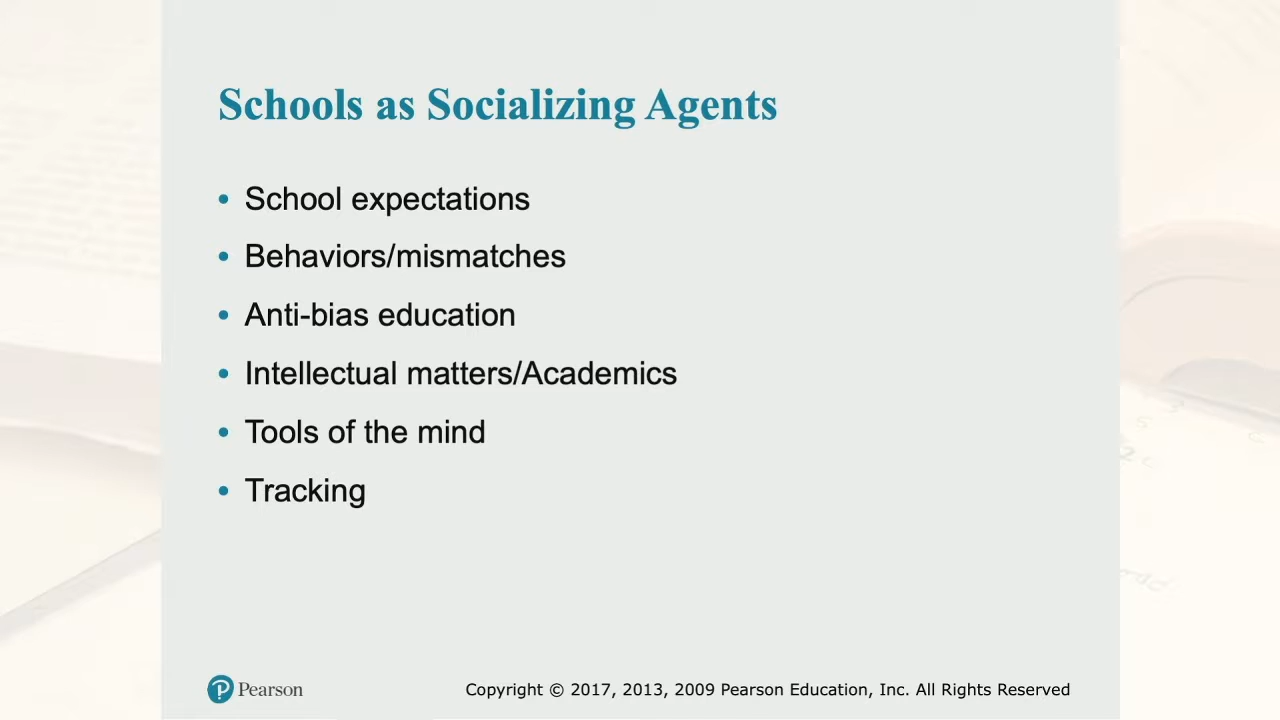 Schools as Socializing Agents
• School expectations
• Behaviors/mismatches
• Anti-bias education
• Intellectual matters/Academics
• Tools of the mind
• Tracking
Pearson
Copyright © 2017, 2013, 2009 Pearson Education, Inc. All Rights Reserved